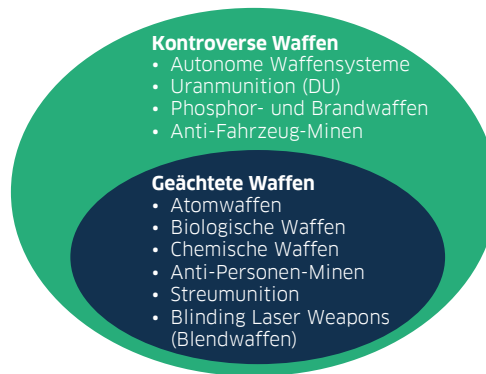 Kontroverse Waffen
• Autonome Waffensysteme
• Uranmunition (DU)
• Phosphor- und Brandwaffen
• Anti-Fahrzeug-Minen
Geächtete Waffen
• Atomwaffen
• Biologische Waffen
• Chemische Waffen
• Anti-Personen-Minen
• Streumunition
• Blinding Laser Weapons
(Blendwaffen)